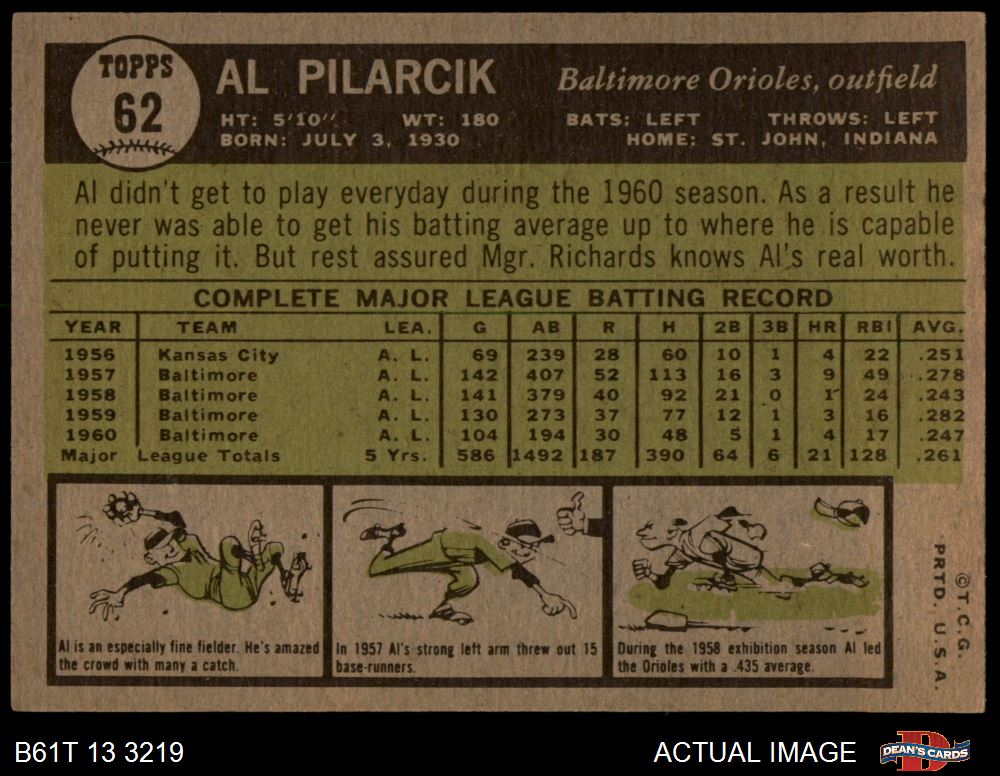 TOPPS
62
AL PILARCIK Baltimore Orioles, outfield
HT: 5'10" WT: 180 BATS: LEFT THROWS: LEFT
BORN: JULY 3, 1930 HOME: ST. JOHN, INDIANA
Al didn't get to play everyday during the 1960 season. As a result he
never was able to get his batting average up to where he is capable
of putting it. But rest assured Mgr. Richards knows Al's real worth.
COMPLETE MAJOR LEAGUE BATTING RECORD
YEAR TEAM LEA. G AB R H 2B 3B HR RBI AVG.
1956 Kansas City A. L. 69 239 28 60 10 1 4 22 .251
1957 Baltimore A. L. 142 407 52 113 16 3 9 49 .278
1958 Baltimore A. L. 141 379 40 92 21 0 1 24 .243
1959 Baltimore A. L. 130 273 37 77 12 1 3 16 .282
1960 Baltimore A. L. 104 194 30 48 5 1 4 17 .247
Major League Totals 5 Yrs. 586 1492 187 390 64 6 21 128 .261
Al is an especially fine fielder. He's amazed
the crowd with many a catch.
In 1957 Al's strong left arm threw out 15
base-runners.
During the 1958 exhibition season Al led
the Orioles with a .435 average.
©T.C.G.
PRTD. U.S.A.
B61T 13 3219
ACTUAL IMAGE
DEAN'S CARDS